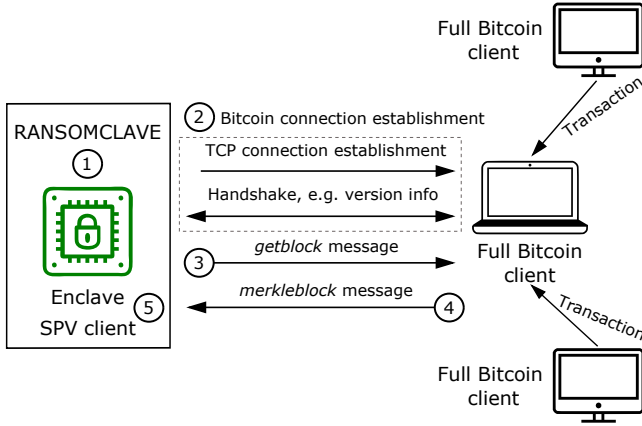 Full Bitcoin
client
Transaction
2 Bitcoin connection establishment
RANSOMCLAVE
1
TCP connection establishment
Handshake, e.g. version info
3 getblock message
Full Bitcoin
client
merkleblock message 4
Enclave
SPV client
5
Transaction
Full Bitcoin
client